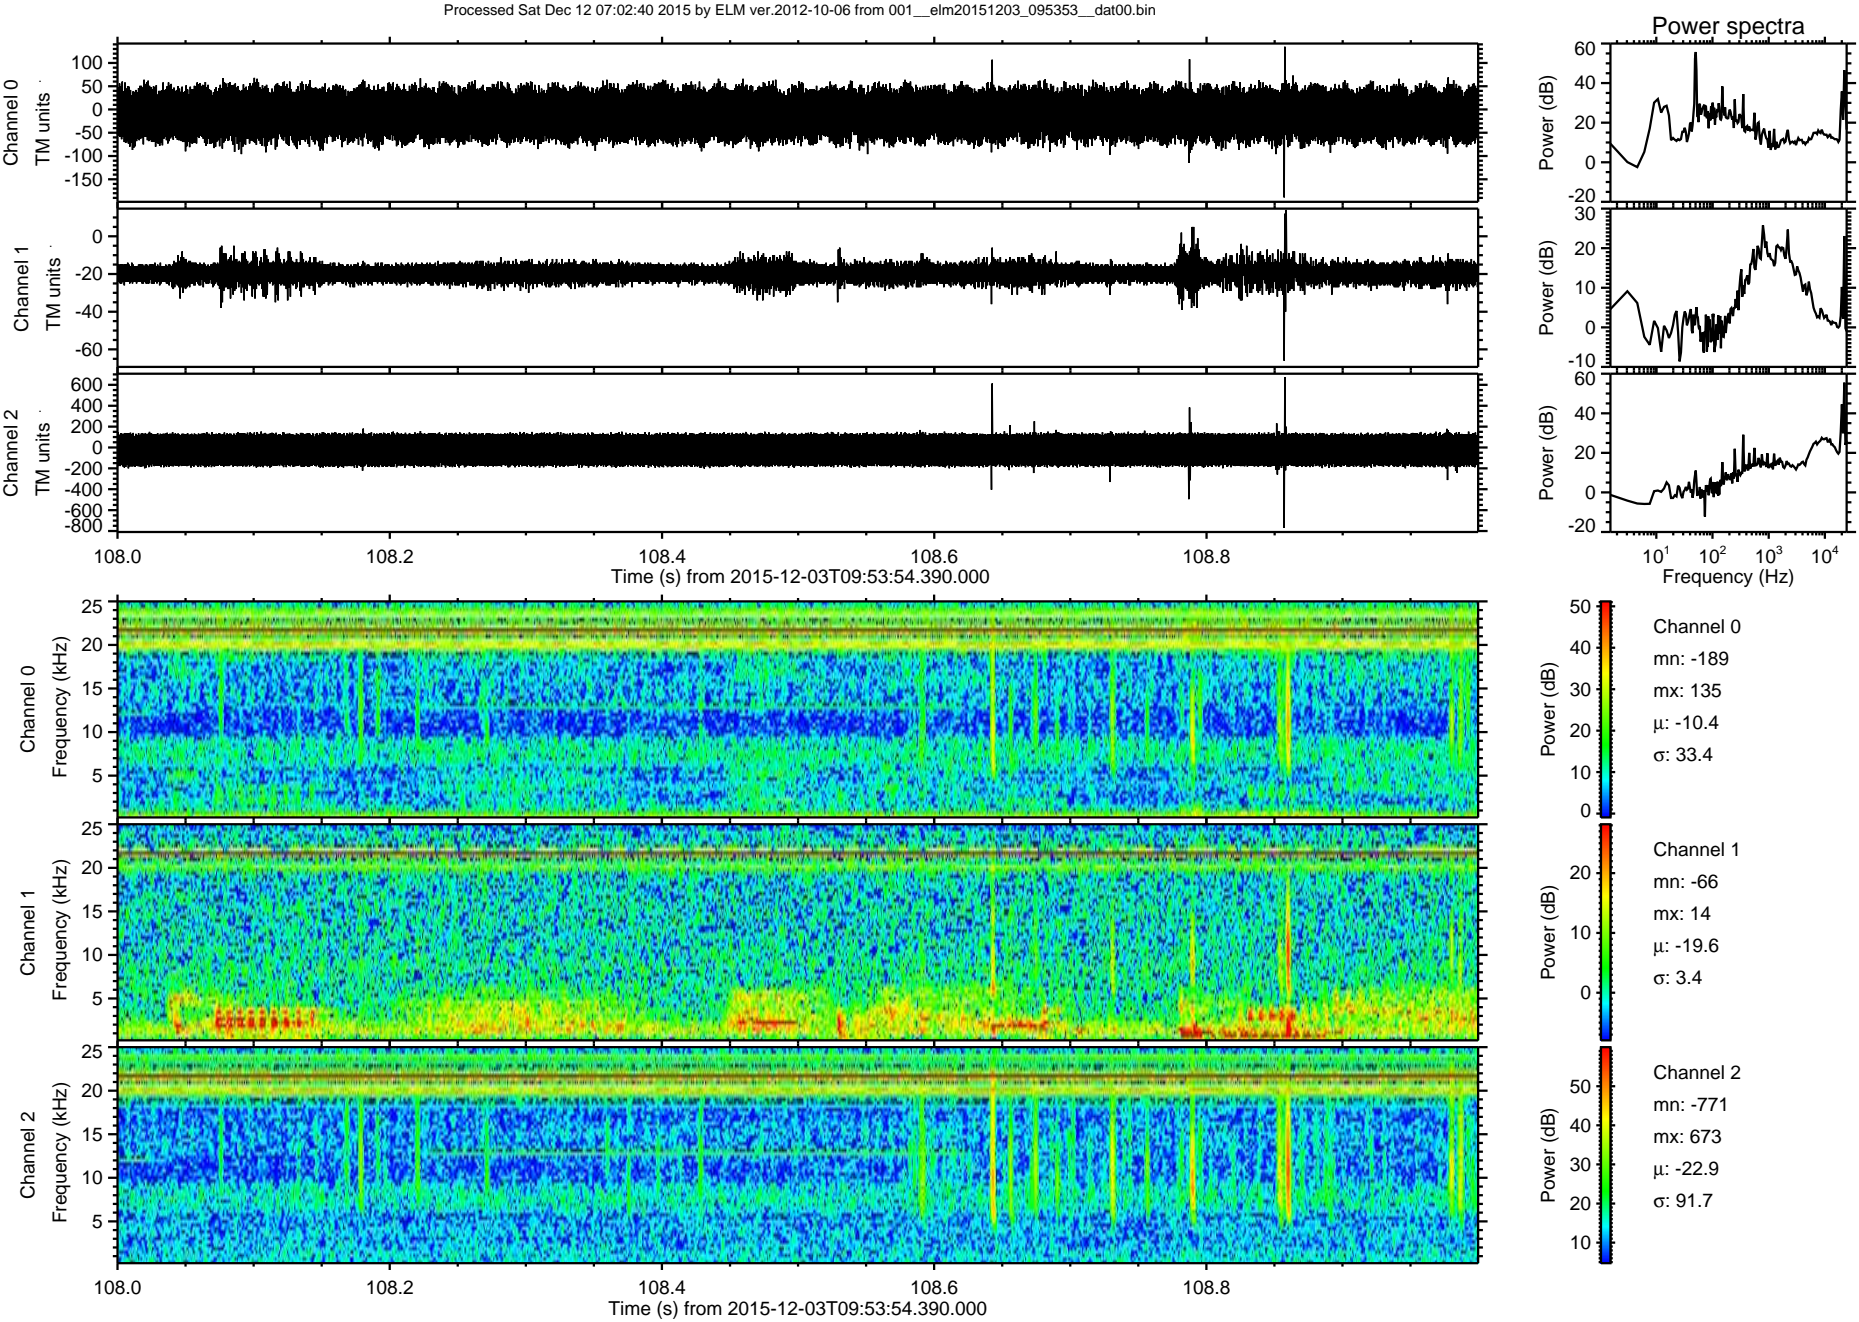 Processed Sat Dec 12 07:02:40 2015 by ELM ver.2012-10-06 from 001__elm20151203_095353__dat00.bin
Power spectra
Channel 0
TM units
100
50
0
-50
-100
-150
Power (dB)
60
40
20
0
-20
Channel 1
TM units
0
-20
-40
-60
Power (dB)
30
20
10
0
-10
Channel 2
TM units
600
400
200
0
-200
-400
-600
-800
Power (dB)
60
40
20
0
-20
108.0 108.2 108.4 108.6 108.8
Time (s) from 2015-12-03T09:53:54.390.000
10^1 10^2 10^3 10^4
Frequency (Hz)
Channel 0
Frequency (kHz)
25
20
15
10
5
Power (dB)
50
40
30
20
10
0
Channel 0
mn: -189
mx: 135
μ: -10.4
σ: 33.4
Channel 1
Frequency (kHz)
25
20
15
10
5
Power (dB)
20
10
0
Channel 1
mn: -66
mx: 14
μ: -19.6
σ: 3.4
Channel 2
Frequency (kHz)
25
20
15
10
5
Power (dB)
50
40
30
20
10
Channel 2
mn: -771
mx: 673
μ: -22.9
σ: 91.7
108.0 108.2 108.4 108.6 108.8
Time (s) from 2015-12-03T09:53:54.390.000